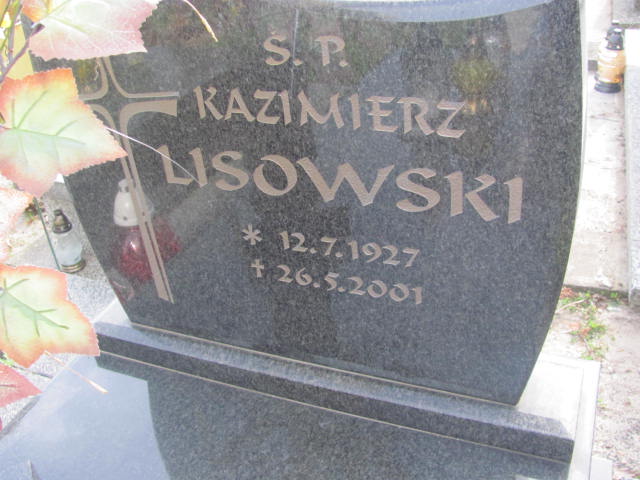 Ś. P.
KAZIMIERZ
LISOWSKI
* 12.7.1927
† 26.5.2001